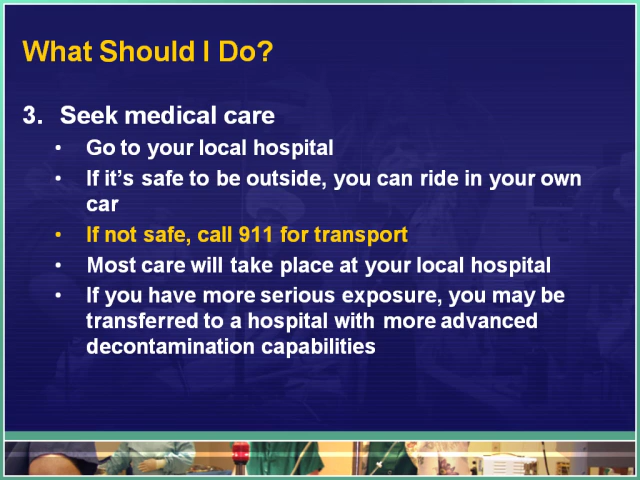 What Should I Do?
3. Seek medical care
• Go to your local hospital
• If it’s safe to be outside, you can ride in your own
car
• If not safe, call 911 for transport
• Most care will take place at your local hospital
• If you have more serious exposure, you may be
transferred to a hospital with more advanced
decontamination capabilities